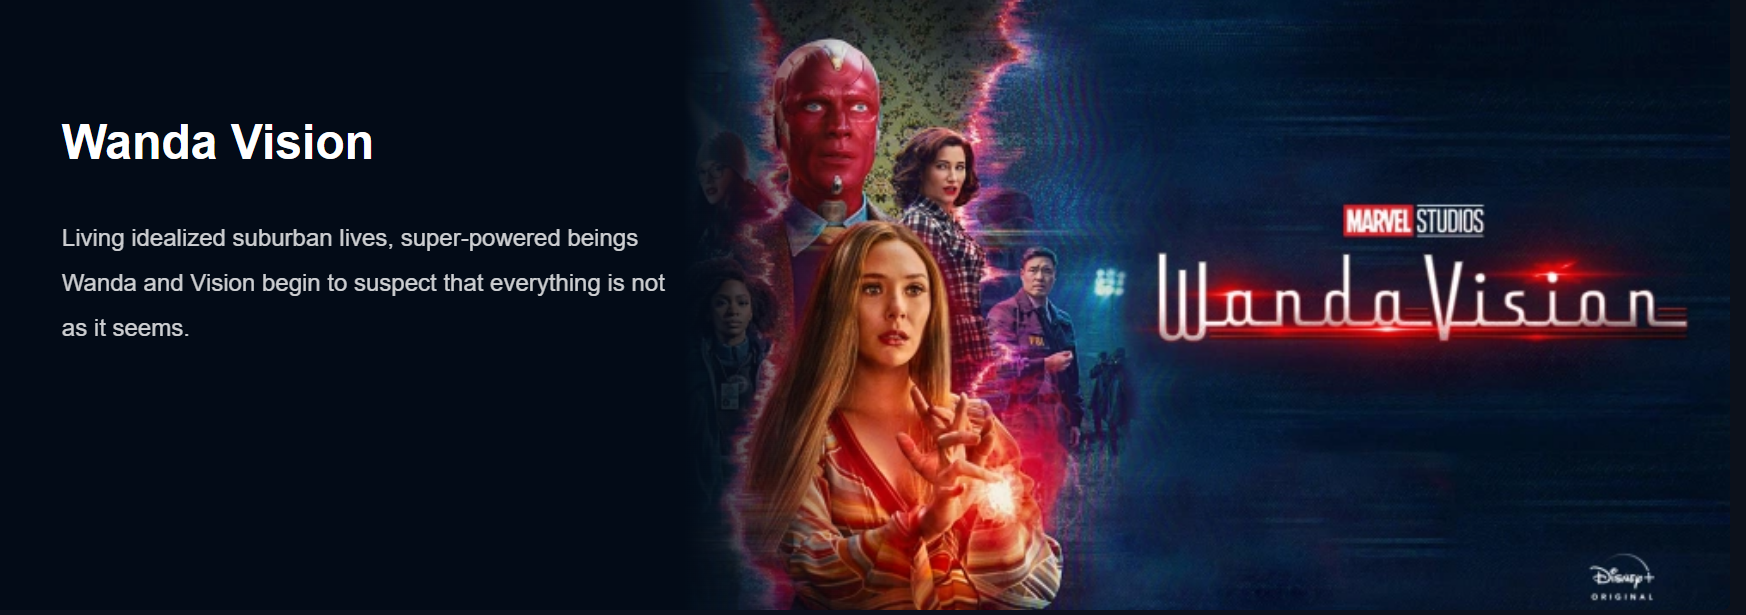 Wanda Vision
Living idealized suburban lives, super-powered beings
Wanda and Vision begin to suspect that everything is not
as it seems.
FBI
MARVEL STUDIOS
WandaVision
Disney+
ORIGINAL